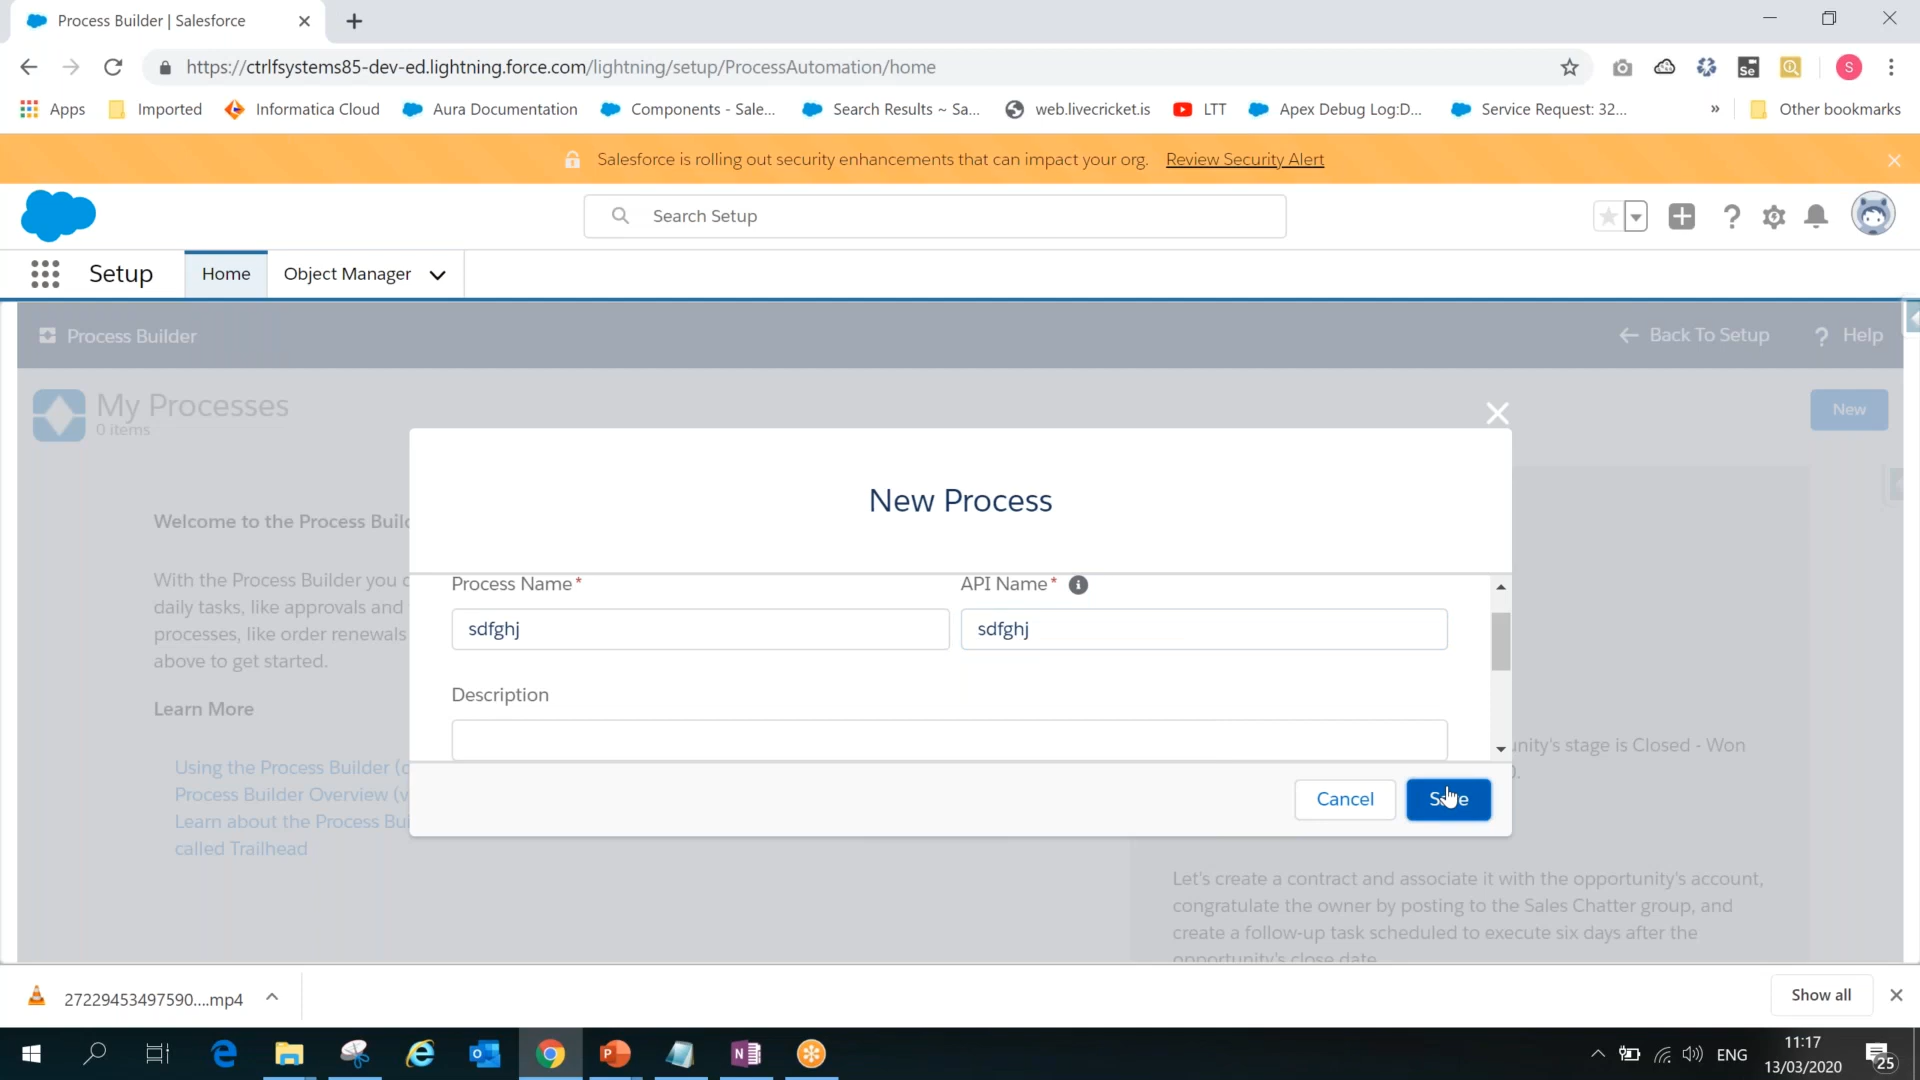 Process Builder | Salesforce
https://ctrlfsystems85-dev-ed.lightning.force.com/lightning/setup/ProcessAutomation/home
Apps
Imported
Informatica Cloud
Aura Documentation
Components - Sale...
Search Results ~ Sa...
web.livecricket.is
LTT
Apex Debug Log:D...
Service Request: 32...
»
Other bookmarks
Salesforce is rolling out security enhancements that can impact your org. Review Security Alert
Search Setup
Setup
Home
Object Manager
Process Builder
Back To Setup
? Help
My Processes
0 items
New
New Process
Welcome to the Process Buil
With the Process Builder you
daily tasks, like approvals and
processes, like order renewals
above to get started.
Learn More
Using the Process Builder
Process Builder Overview
Learn about the Process Bui
called Trailhead
Process Name*
API Name*
sdfghj
sdfghj
Description
Cancel
unity's stage is Closed - Won
Let's create a contract and associate it with the opportunity's account,
congratulate the owner by posting to the Sales Chatter group, and
create a follow-up task scheduled to execute six days after the
opportunity's close date.
27229453497590....mp4
Show all
ENG
11:17
13/03/2020
25